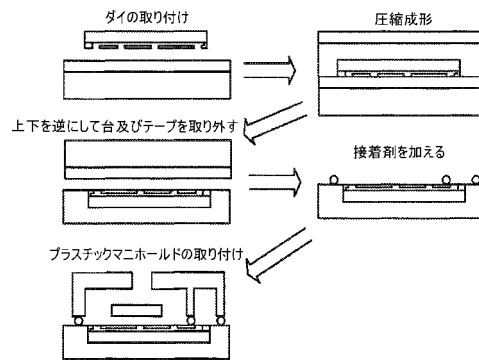 ダイの取り付け
圧縮成形
上下を逆にして台及びテープを取り外す
接着剤を加える
プラスチックマニホールドの取り付け